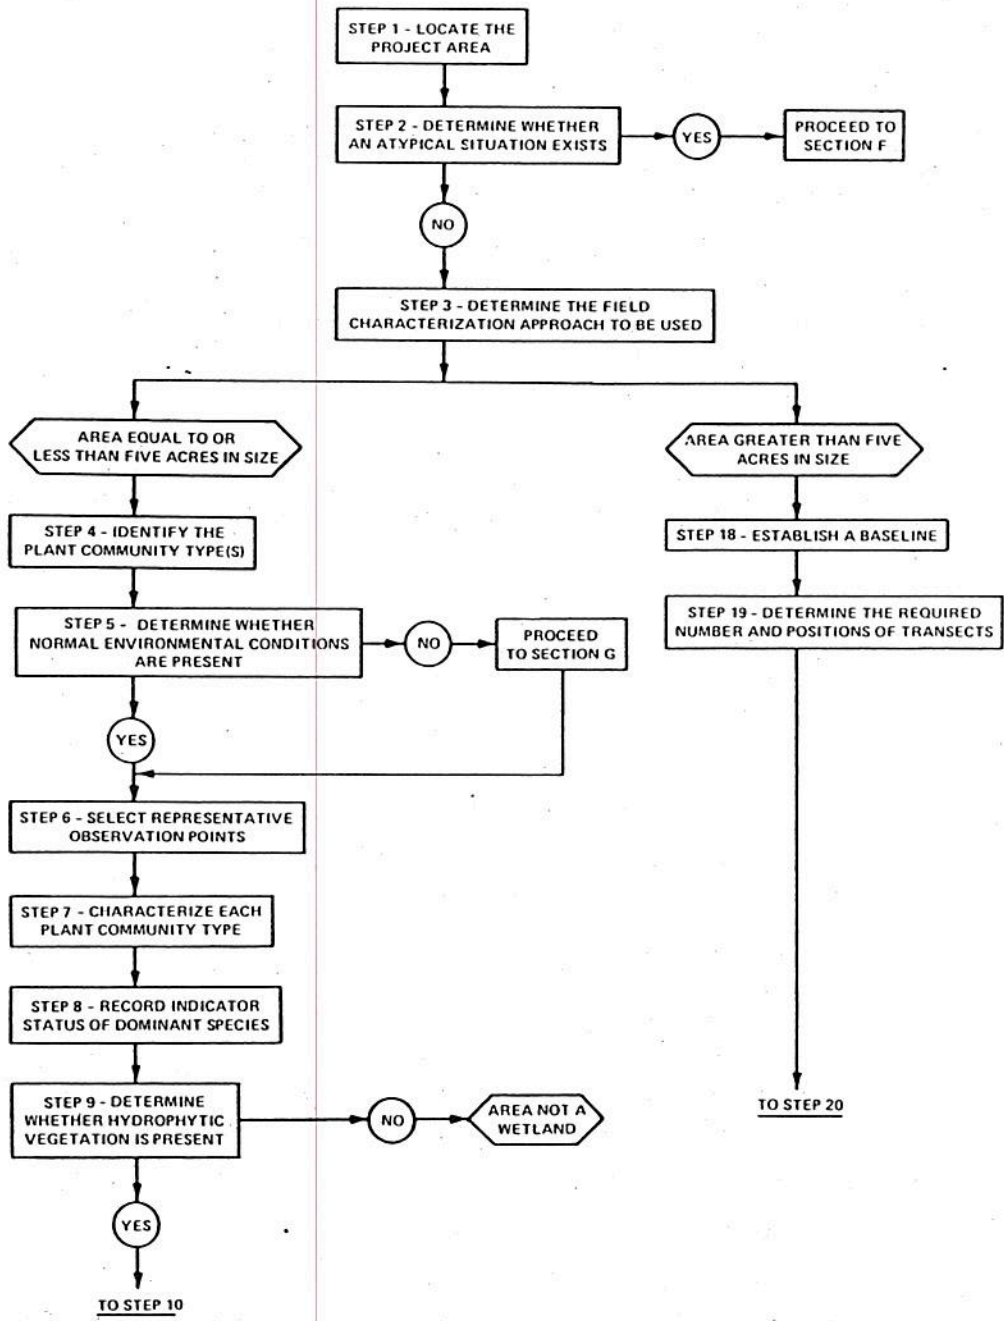 STEP 1 - LOCATE THE
PROJECT AREA
STEP 2 - DETERMINE WHETHER
AN ATYPICAL SITUATION EXISTS
YES
PROCEED TO
SECTION F
NO
STEP 3 - DETERMINE THE FIELD
CHARACTERIZATION APPROACH TO BE USED
AREA EQUAL TO OR
LESS THAN FIVE ACRES IN SIZE
AREA GREATER THAN FIVE
ACRES IN SIZE
STEP 4 - IDENTIFY THE
PLANT COMMUNITY TYPE(S)
STEP 18 - ESTABLISH A BASELINE
STEP 5 - DETERMINE WHETHER
NORMAL ENVIRONMENTAL CONDITIONS
ARE PRESENT
NO
PROCEED
TO SECTION G
STEP 19 - DETERMINE THE REQUIRED
NUMBER AND POSITIONS OF TRANSECTS
YES
STEP 6 - SELECT REPRESENTATIVE
OBSERVATION POINTS
STEP 7 - CHARACTERIZE EACH
PLANT COMMUNITY TYPE
STEP 8 - RECORD INDICATOR
STATUS OF DOMINANT SPECIES
STEP 9 - DETERMINE
WHETHER HYDROPHYTIC
VEGETATION IS PRESENT
NO
AREA NOT A
WETLAND
TO STEP 20
YES
TO STEP 10